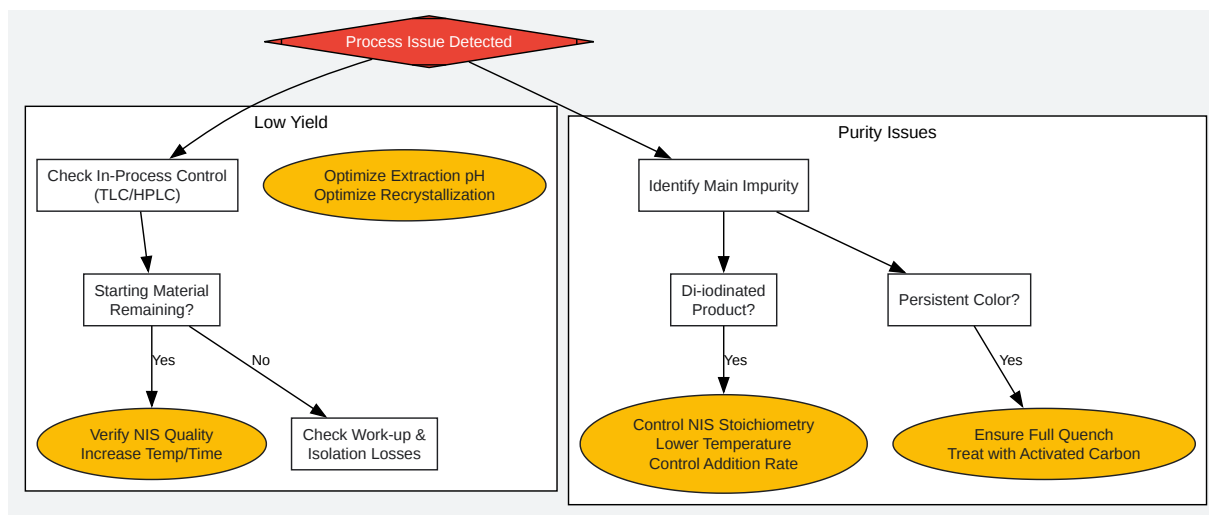 Process Issue Detected
Low Yield
Check In-Process Control
(TLC/HPLC)
Optimize Extraction pH
Optimize Recrystallization
Starting Material
Remaining?
Yes
No
Verify NIS Quality
Increase Temp/Time
Check Work-up &
Isolation Losses
Purity Issues
Identify Main Impurity
Di-iodinated
Product?
Persistent Color?
Yes
Yes
Control NIS Stoichiometry
Lower Temperature
Control Addition Rate
Ensure Full Quench
Treat with Activated Carbon